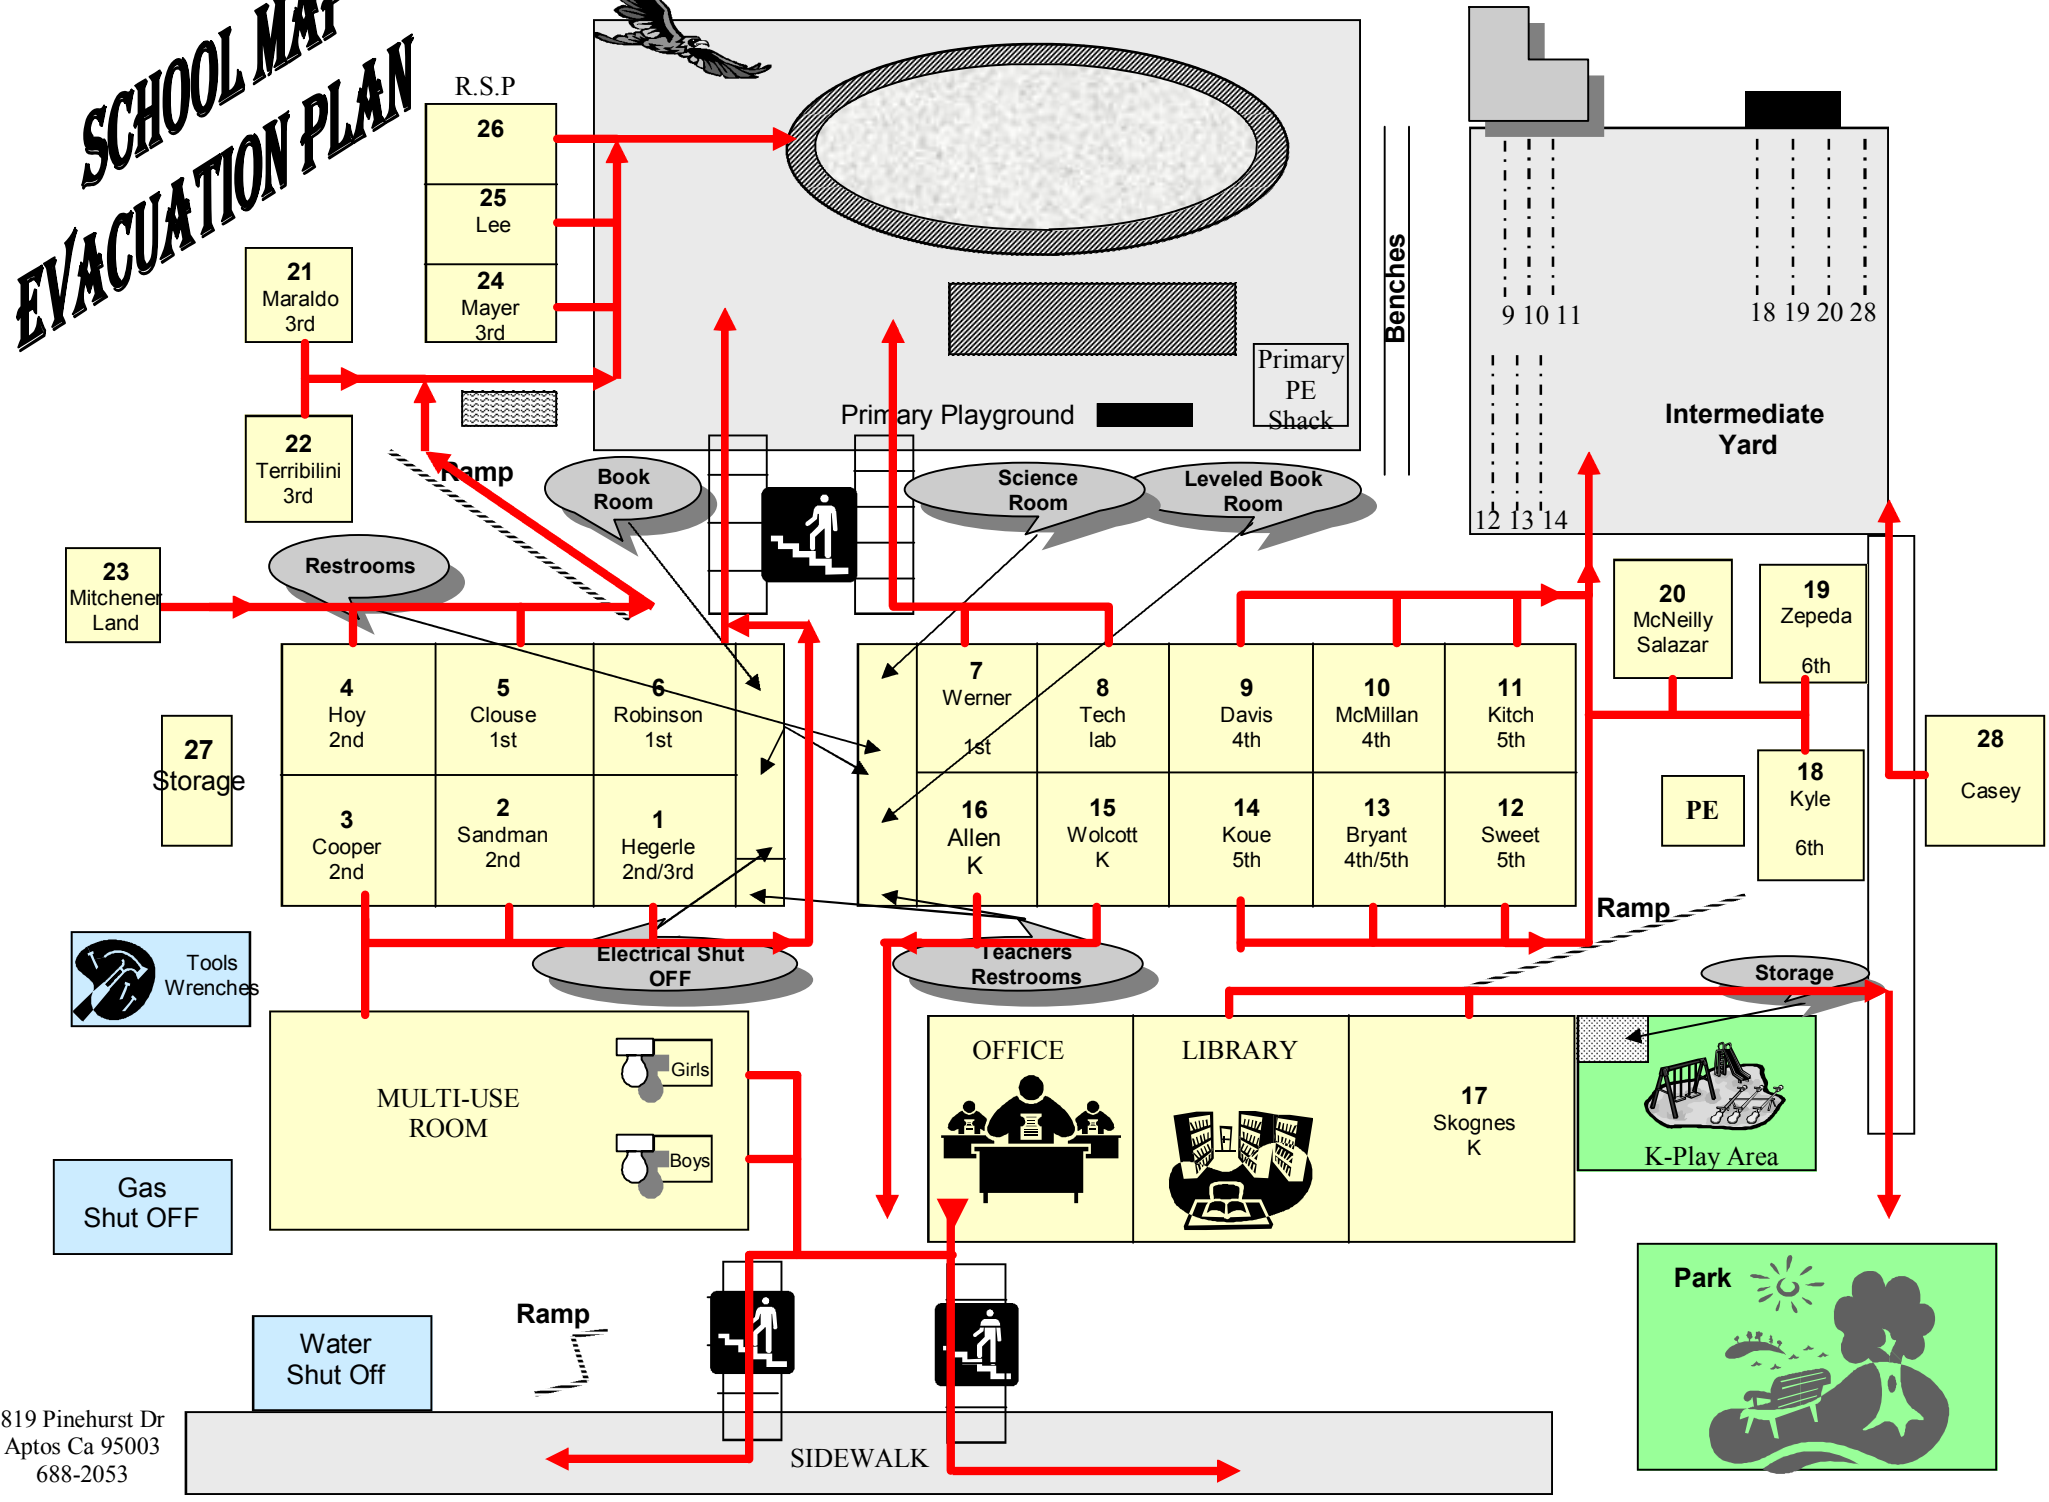 SCHOOL MAP
EVACUATION PLAN
R.S.P
26
25
Lee
24
Mayer
3rd
21
Maraldo
3rd
22
Terribilini
3rd
23
Mitchener
Land
Ramp
Restrooms
Book
Room
Primary Playground
Primary
PE
Shack
Benches
Science
Room
Leveled Book
Room
9 10 11
18 19 20 28
12 13 14
Intermediate
Yard
27
Storage
4
Hoy
2nd
5
Clouse
1st
6
Robinson
1st
3
Cooper
2nd
2
Sandman
2nd
1
Hegerle
2nd/3rd
7
Werner
1st
8
Tech
lab
9
Davis
4th
10
McMillan
4th
11
Kitch
5th
16
Allen
K
15
Wolcott
K
14
Koue
5th
13
Bryant
4th/5th
12
Sweet
5th
20
McNeilly
Salazar
19
Zepeda
6th
PE
18
Kyle
6th
28
Casey
Ramp
Tools
Wrenches
Electrical Shut
OFF
Teachers
Restrooms
Storage
MULTI-USE
ROOM
Girls
Boys
OFFICE
LIBRARY
17
Skognes
K
K-Play Area
Gas
Shut OFF
Water
Shut Off
Ramp
Park
SIDEWALK
819 Pinehurst Dr
Aptos Ca 95003
688-2053